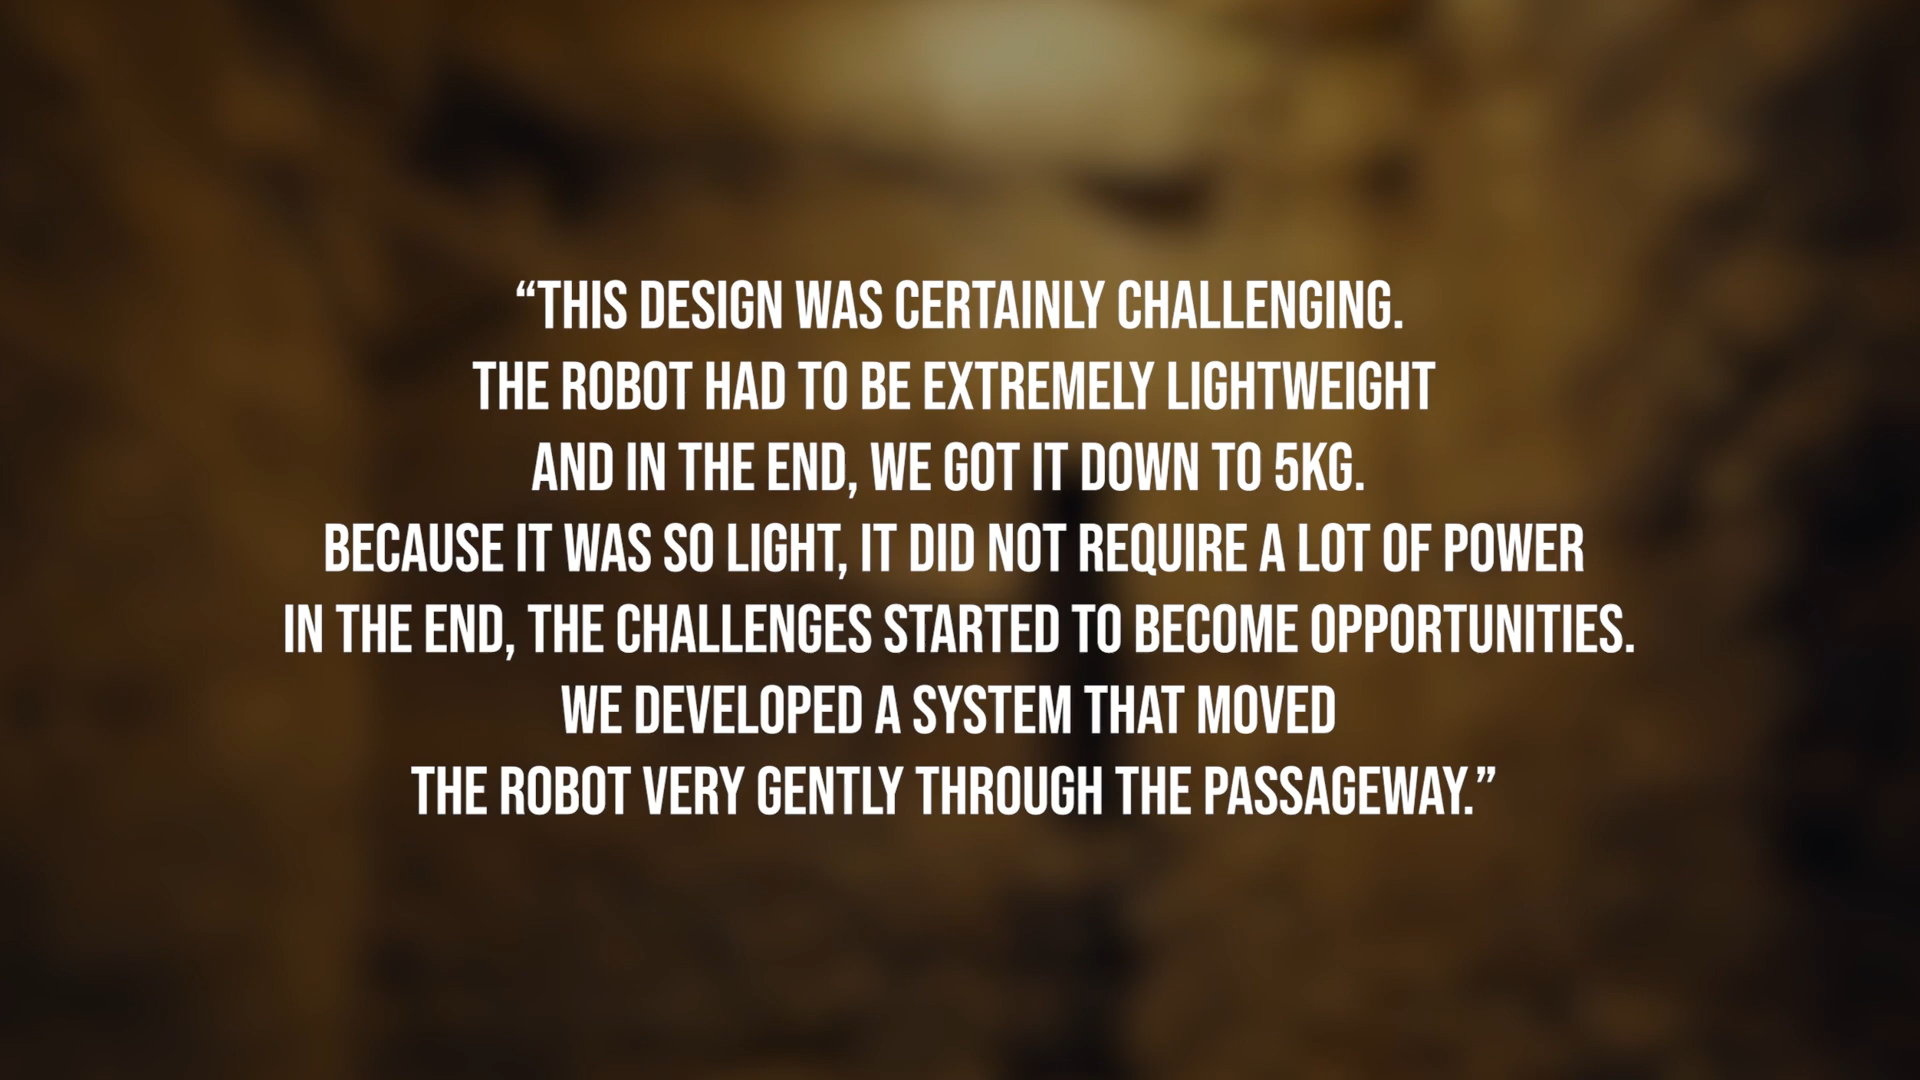 “THIS DESIGN WAS CERTAINLY CHALLENGING.
THE ROBOT HAD TO BE EXTREMELY LIGHTWEIGHT
AND IN THE END, WE GOT IT DOWN TO 5KG.
BECAUSE IT WAS SO LIGHT, IT DID NOT REQUIRE A LOT OF POWER
IN THE END, THE CHALLENGES STARTED TO BECOME OPPORTUNITIES.
WE DEVELOPED A SYSTEM THAT MOVED
THE ROBOT VERY GENTLY THROUGH THE PASSAGEWAY.”